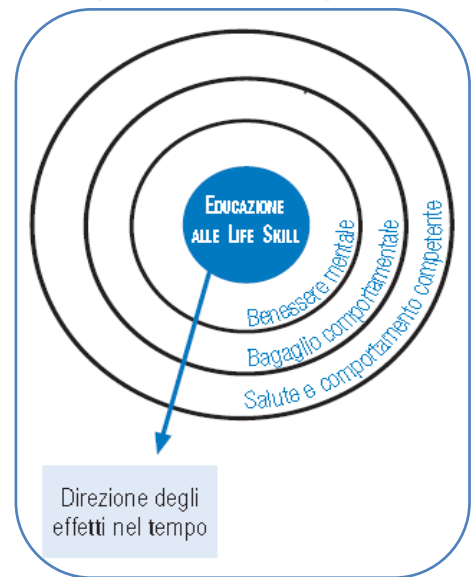 EDUCAZIONE
ALLE LIFE SKILL
Benessere mentale
Bagaglio comportamentale
Salute e comportamento competente
Direzione degli
effetti nel tempo